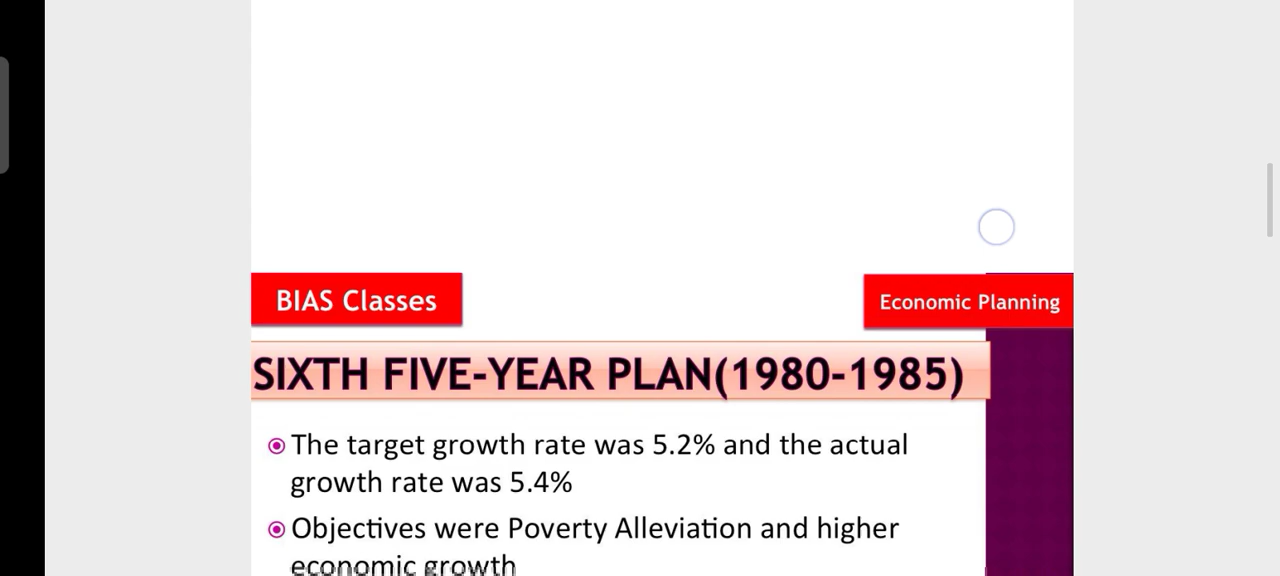 BIAS Classes
Economic Planning
SIXTH FIVE-YEAR PLAN(1980-1985)
The target growth rate was 5.2% and the actual
growth rate was 5.4%
Objectives were Poverty Alleviation and higher
economic growth